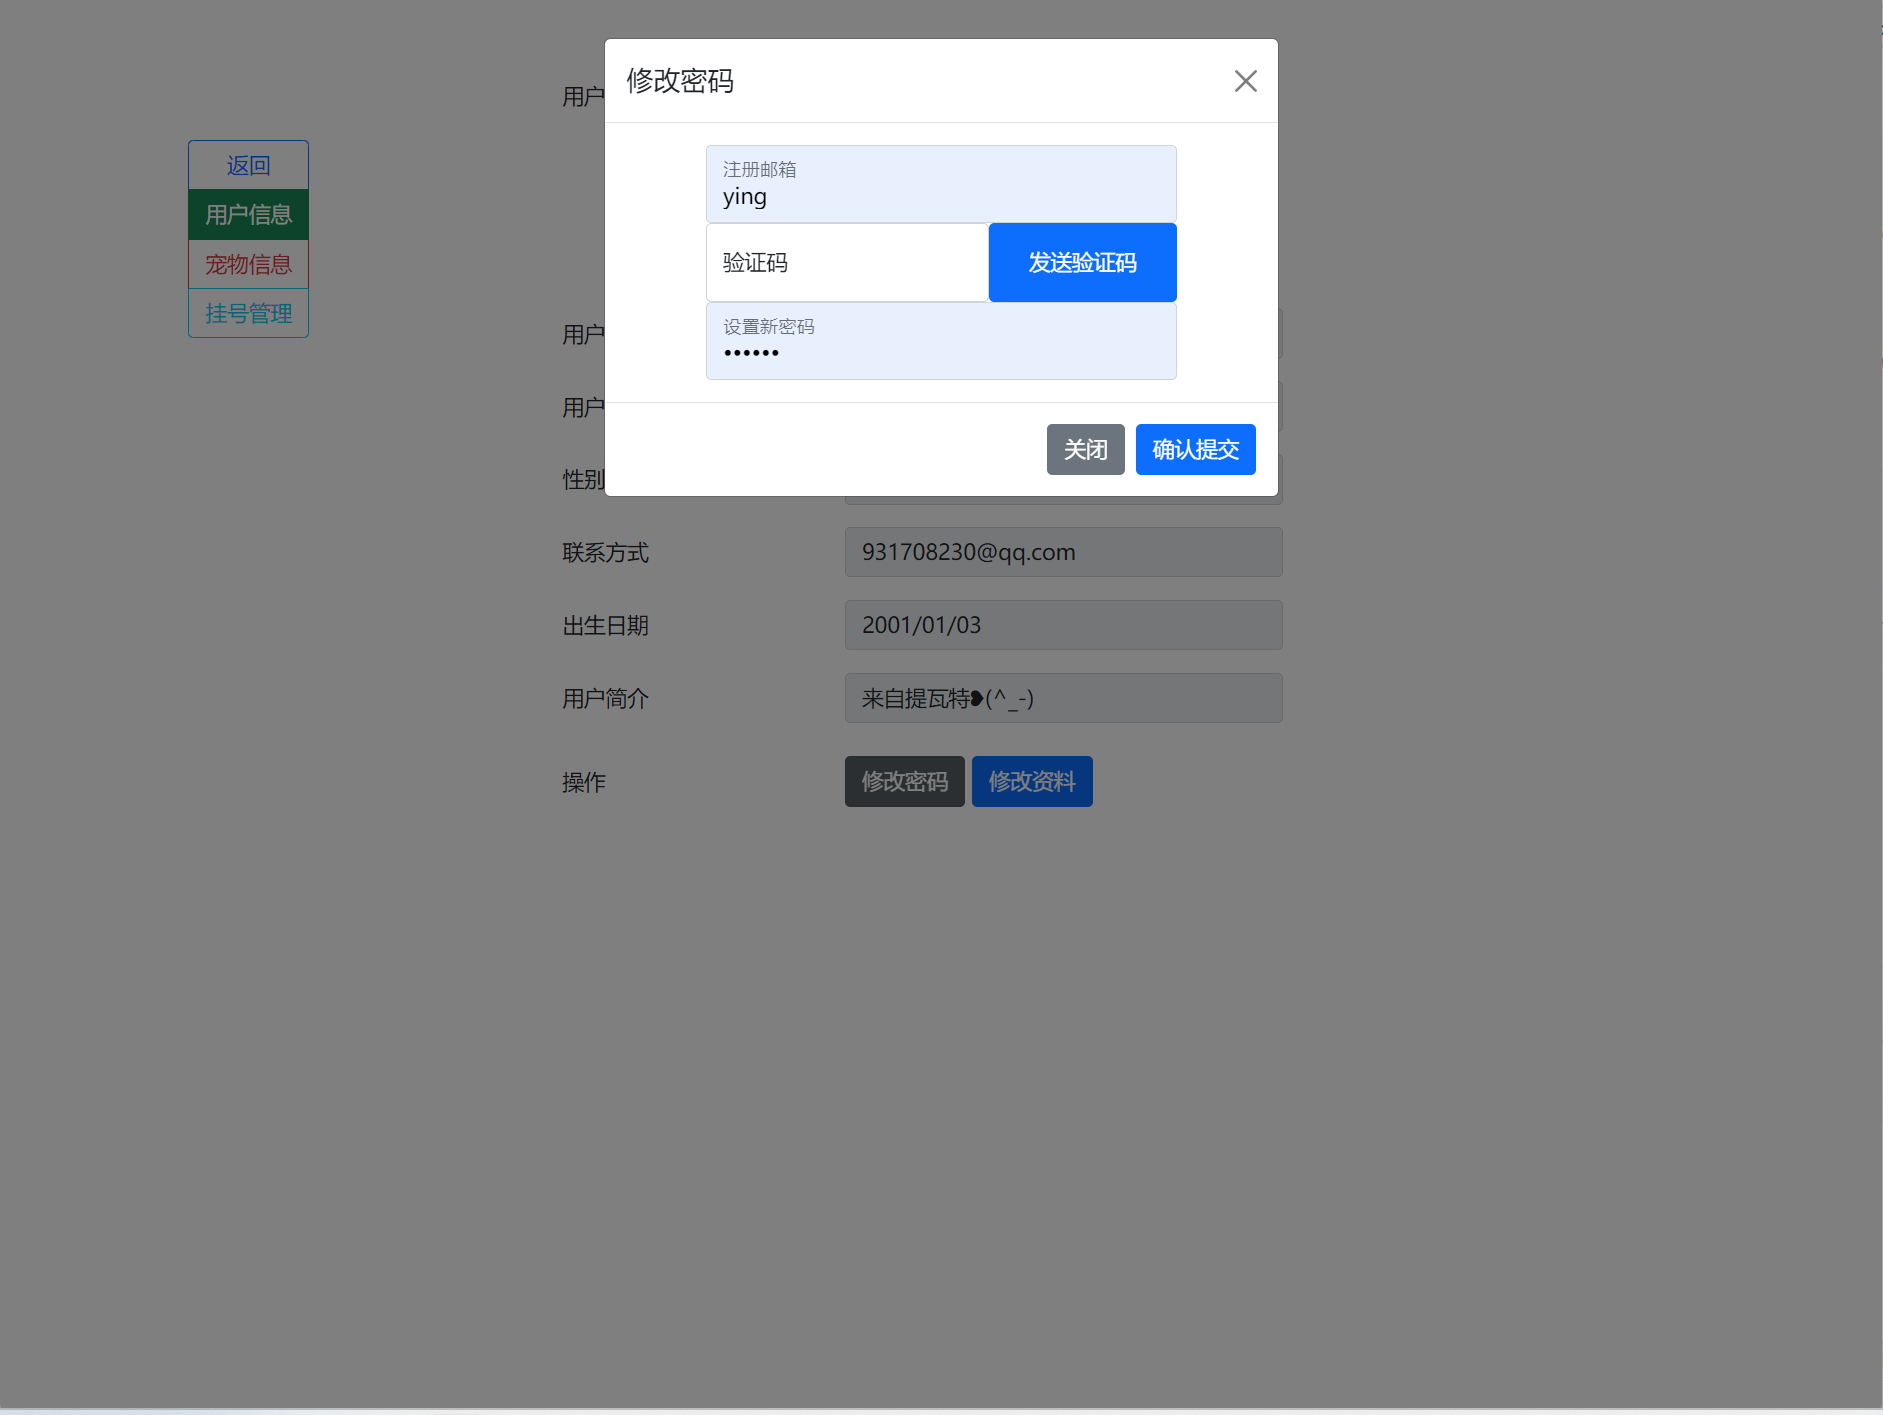 修改密码
注册邮箱
ying
验证码
发送验证码
设置新密码
••••••
关闭
确认提交
返回
用户信息
宠物信息
挂号管理
用户
用户
用户
性别
联系方式
931708230@qq.com
出生日期
2001/01/03
用户简介
来自提瓦特❥(^_-)
操作
修改密码
修改资料